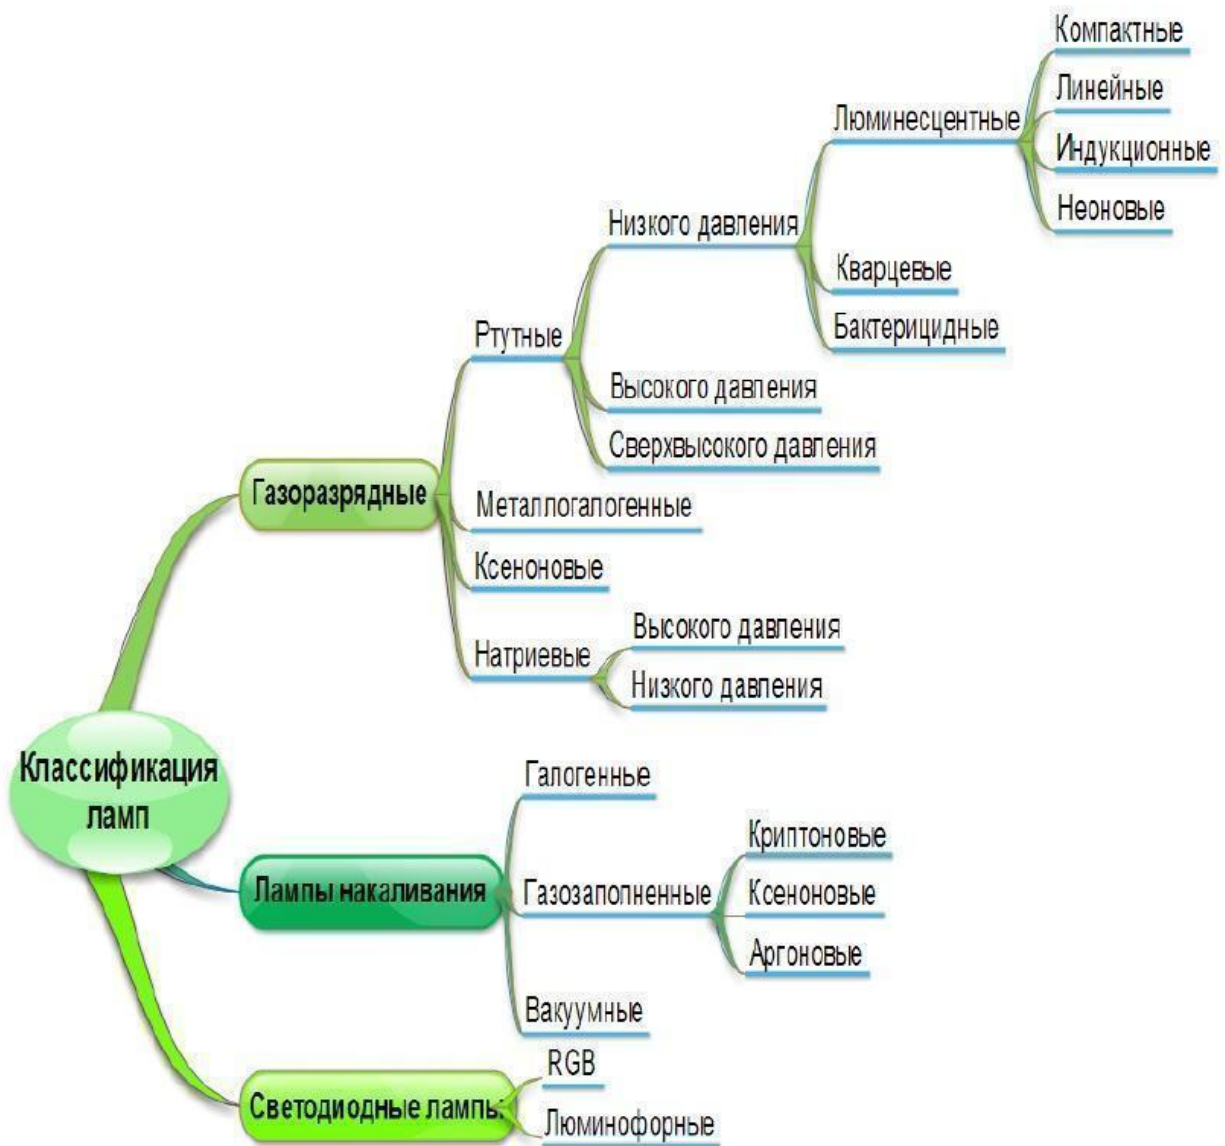 Компактные
Линейные
Люминесцентные
Индукционные
Неоновые
Низкого давления
Кварцевые
Бактерицидные
Ртутные
Высокого давления
Сверхвысокого давления
Газоразрядные
Металлогалогенные
Ксеноновые
Высокого давления
Натриевые
Низкого давления
Классификация
ламп
Галогенные
Криптоновые
Лампы накаливания
Газозаполненные
Ксеноновые
Аргоновые
Вакуумные
RGB
Светодиодные лампы
Люминофорные